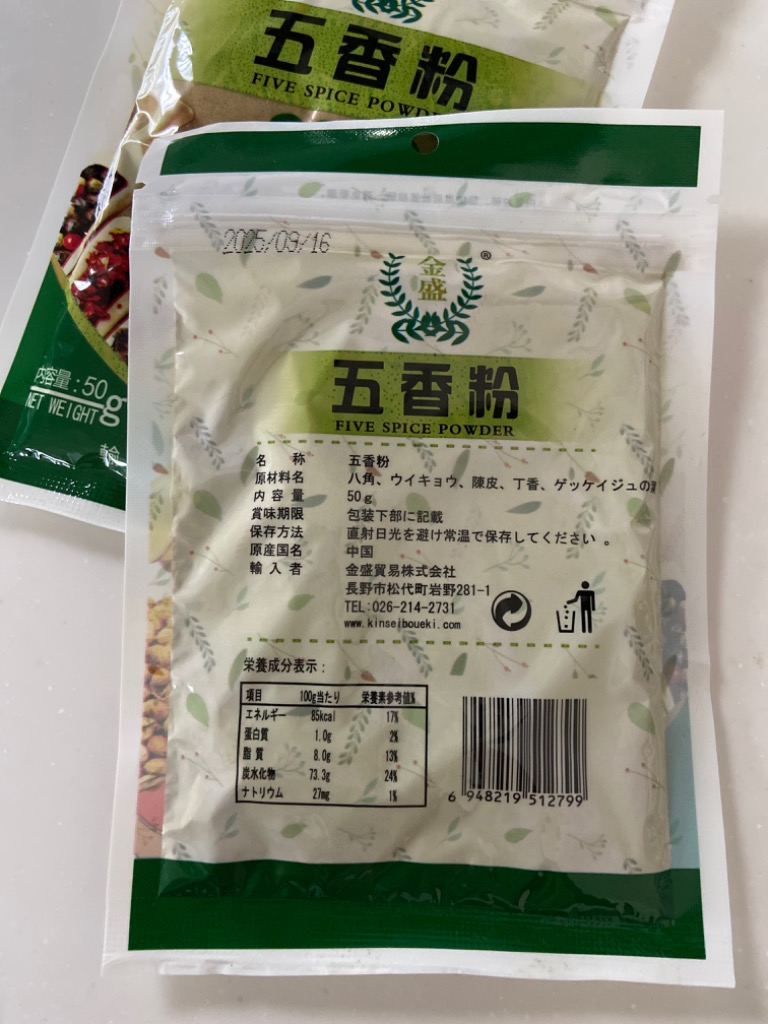 五香粉
FIVE SPICE POWDER
内容量:50g
NET WEIGHT
2025/09/16
金盛®
五香粉
FIVE SPICE POWDER
名 称 五香粉
原材料名 八角、ウイキョウ、陳皮、丁香、ゲッケイジュの
内容量 50g
賞味期限 包装下部に記載
保存方法 直射日光を避け常温で保存してください 。
原産国名 中国
輸入者 金盛貿易株式会社
長野市松代町岩野281-1
TEL:026-214-2731
www.kinseiboueki.com
栄養成分表示:
項目 100g当たり 栄養素参考値%
エネルギー 85kcal 17%
蛋白質 1.0g 2%
脂質 8.0g 13%
炭水化物 73.3g 24%
ナトリウム 27mg 1%
6 948219 512799